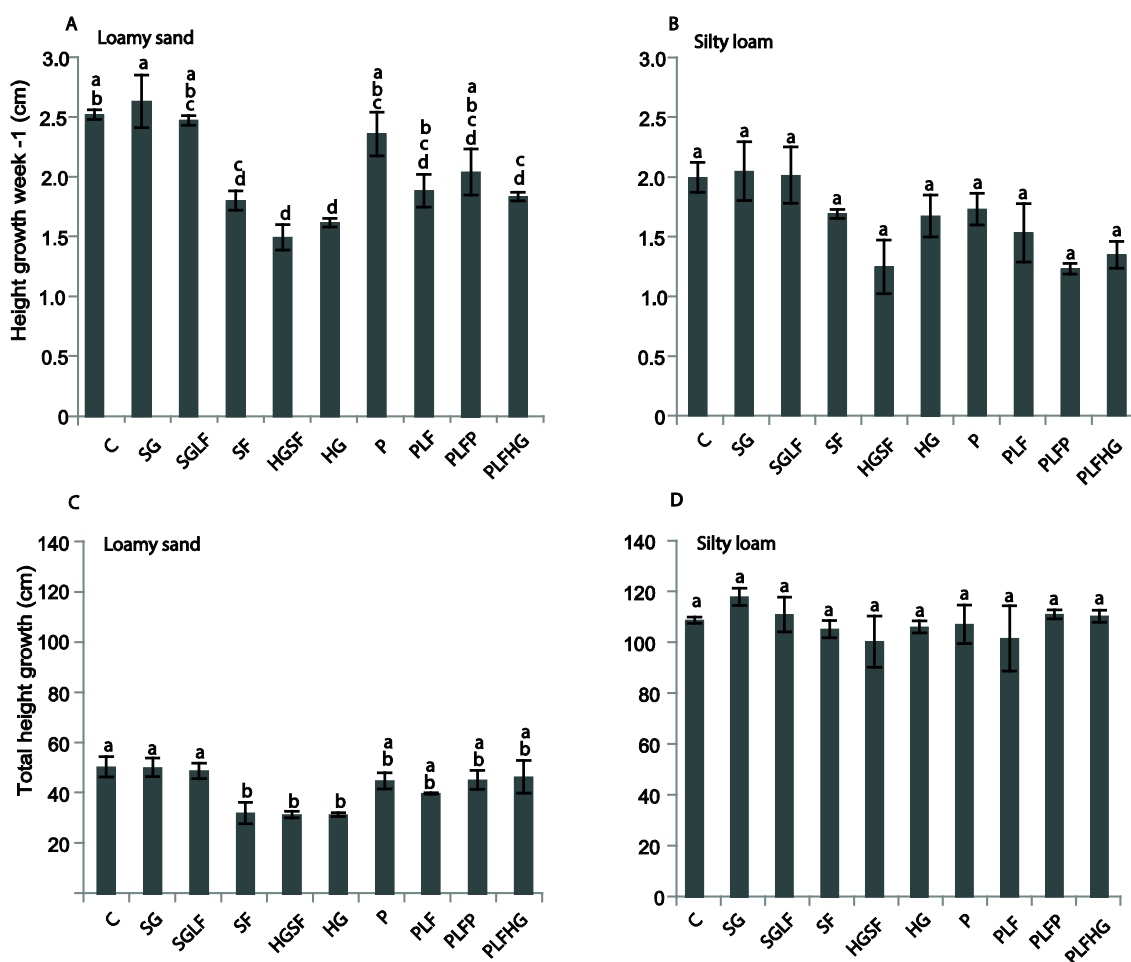 A
Loamy sand
Height growth week -1 (cm)
3.0
2.5
2.0
1.5
1.0
0.5
0
a
b
a
a
b
c
c
d
d
d
a
b
c
b
c
d
a
b
c
d
c
d
C
SG
SGLF
SF
HGSF
HG
P
PLF
PLFP
PLFHG
B
Silty loam
3.0
2.5
2.0
1.5
1.0
0.5
0
a
a
a
a
a
a
a
a
a
a
C
SG
SGLF
SF
HGSF
HG
P
PLF
PLFP
PLFHG
C
Loamy sand
Total height growth (cm)
140
120
100
80
60
40
20
a
a
a
b
b
b
a
b
a
b
a
b
a
b
C
SG
SGLF
SF
HGSF
HG
P
PLF
PLFP
PLFHG
D
Silty loam
140
120
100
80
60
40
20
0
a
a
a
a
a
a
a
a
a
a
C
SG
SGLF
SF
HGSF
HG
P
PLF
PLFP
PLFHG